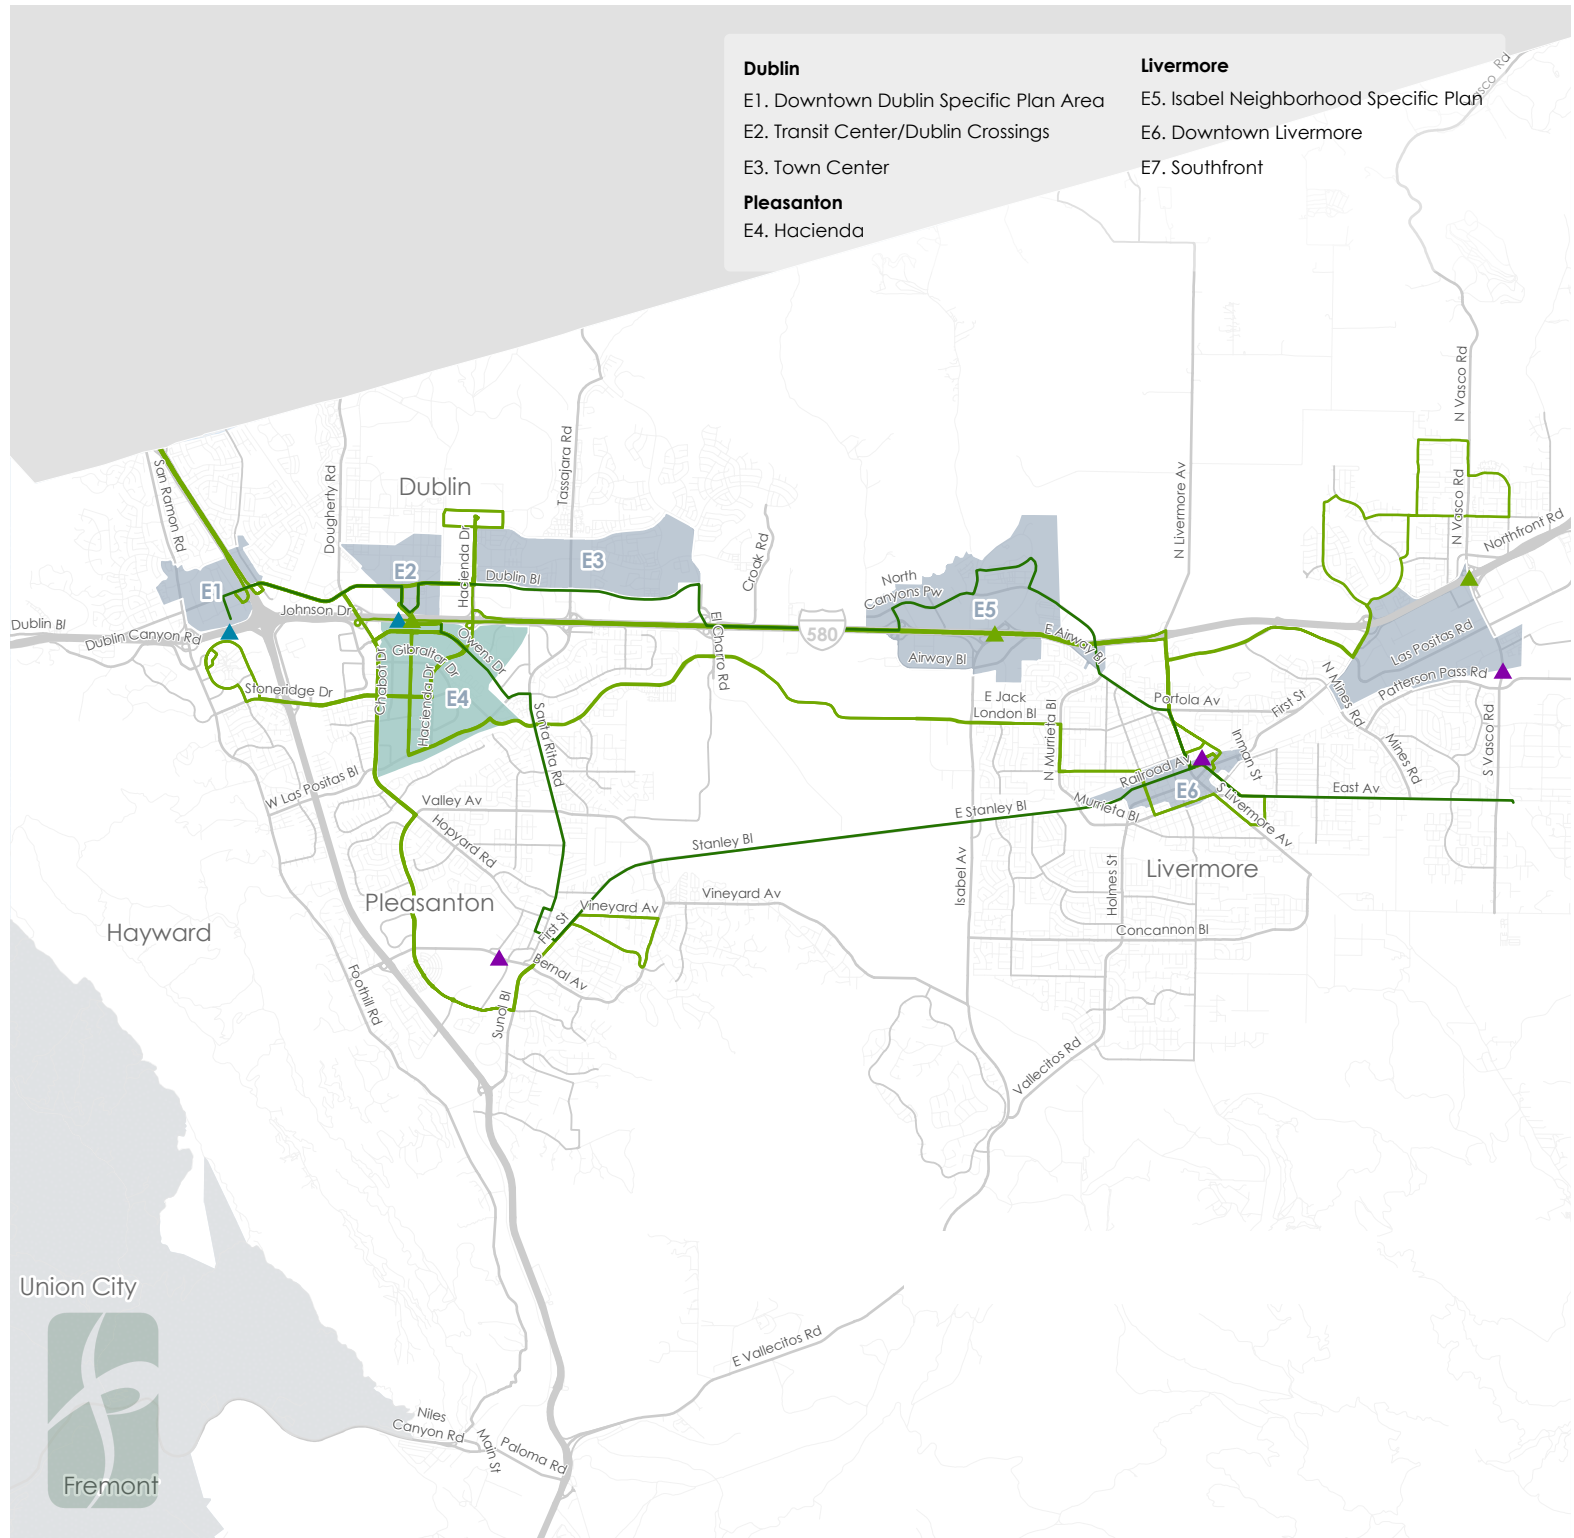 Dublin
E1. Downtown Dublin Specific Plan Area
E2. Transit Center/Dublin Crossings
E3. Town Center
Pleasanton
E4. Hacienda
Livermore
E5. Isabel Neighborhood Specific Plan
E6. Downtown Livermore
E7. Southfront
Rd
N Vasco Rd
San Ramon Rd
Dougherty Rd
Dublin
Tassajara Rd
N Livermore Av
N Vasco Rd
Northfront Rd
Hacienda Dr
Croak Rd
E1
E2
Dublin Bl
E3
North
Canyons Pw
E5
Johnson Dr
Dublin Bl
Dublin Canyon Rd
Owens Dr
Gibraltar Dr
El Charro Rd
580
Airway Bl
E Airway Bl
Las Positas Rd
Patterson Pass Rd
Stoneridge Dr
Chabot Dr
Hacienda Dr
E4
Santa Rita Rd
E Jack
London Bl
N Murrieta Bl
Portola Av
First St
N Mines Rd
Mines Rd
S Vasco Rd
Inman St
Railroad Av
E6
W Las Positas Bl
Valley Av
Hopyard Rd
Stanley Bl
E Stanley Bl
Murrieta Bl
S Livermore Av
East Av
Livermore
Holmes St
Isabel Av
Pleasanton
Vineyard Av
Vineyard Av
First St
Bernal Av
Concannon Bl
Hayward
Foothill Rd
Sunol Bl
Vallecitos Rd
Union City
E Vallecitos Rd
Niles
Canyon Rd
Main St
Paloma Rd
Fremont